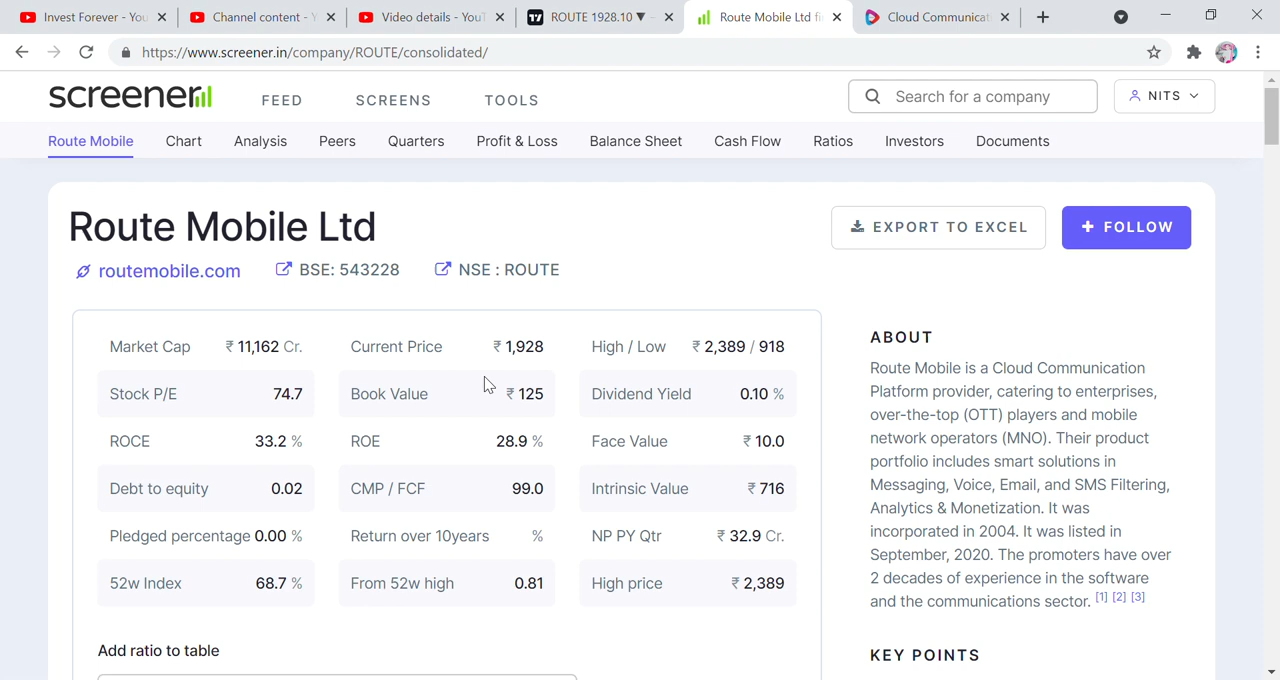 Invest Forever - You
Channel content - Y
Video details - YouT
ROUTE 1928.10 ▼ −
Route Mobile Ltd fi
Cloud Communicat
https://www.screener.in/company/ROUTE/consolidated/
screener
FEED
SCREENS
TOOLS
Search for a company
NITS
Route Mobile
Chart
Analysis
Peers
Quarters
Profit & Loss
Balance Sheet
Cash Flow
Ratios
Investors
Documents
Route Mobile Ltd
EXPORT TO EXCEL
+ FOLLOW
routemobile.com
BSE: 543228
NSE : ROUTE
Market Cap ₹ 11,162 Cr.
Current Price ₹ 1,928
High / Low ₹ 2,389 / 918
Stock P/E 74.7
Book Value ₹ 125
Dividend Yield 0.10 %
ROCE 33.2 %
ROE 28.9 %
Face Value ₹ 10.0
Debt to equity 0.02
CMP / FCF 99.0
Intrinsic Value ₹ 716
Pledged percentage 0.00 %
Return over 10years %
NP PY Qtr ₹ 32.9 Cr.
52w Index 68.7 %
From 52w high 0.81
High price ₹ 2,389
Add ratio to table
ABOUT
Route Mobile is a Cloud Communication
Platform provider, catering to enterprises,
over-the-top (OTT) players and mobile
network operators (MNO). Their product
portfolio includes smart solutions in
Messaging, Voice, Email, and SMS Filtering,
Analytics & Monetization. It was
incorporated in 2004. It was listed in
September, 2020. The promoters have over
2 decades of experience in the software
and the communications sector. [1] [2] [3]
KEY POINTS